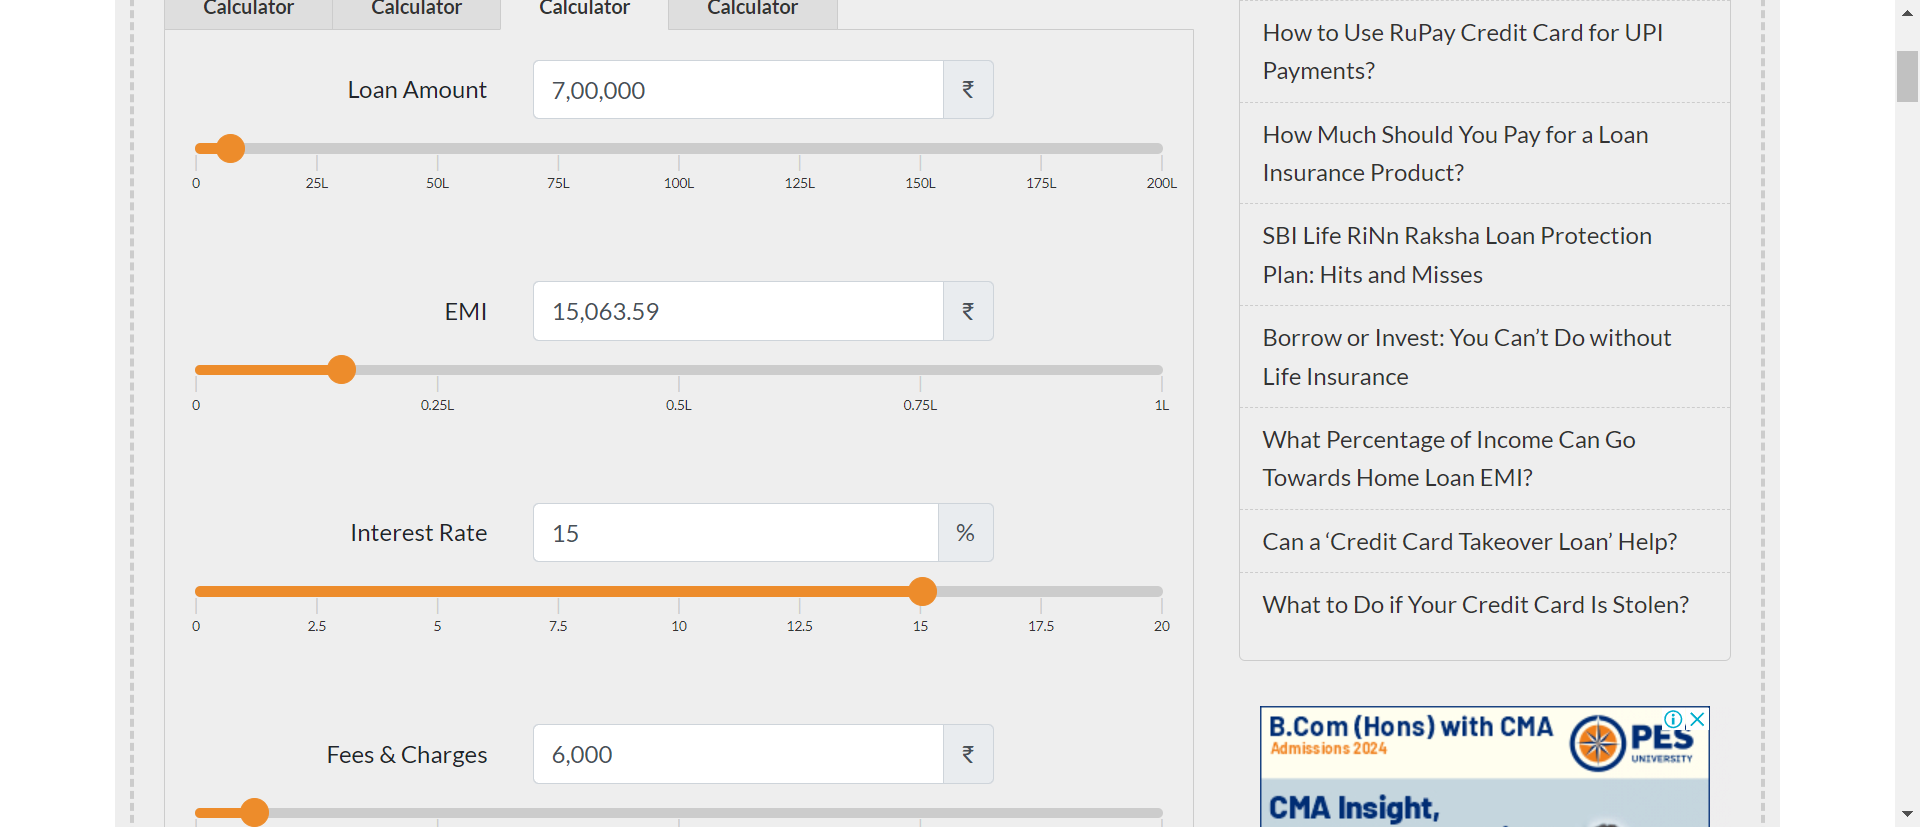 Calculator
Calculator
Calculator
Calculator
Loan Amount
7,00,000
₹
0
25L
50L
75L
100L
125L
150L
175L
200L
EMI
15,063.59
₹
0
0.25L
0.5L
0.75L
1L
Interest Rate
15
%
0
2.5
5
7.5
10
12.5
15
17.5
20
Fees & Charges
6,000
₹
How to Use RuPay Credit Card for UPI
Payments?
How Much Should You Pay for a Loan
Insurance Product?
SBI Life RiNn Raksha Loan Protection
Plan: Hits and Misses
Borrow or Invest: You Can’t Do without
Life Insurance
What Percentage of Income Can Go
Towards Home Loan EMI?
Can a ‘Credit Card Takeover Loan’ Help?
What to Do if Your Credit Card Is Stolen?
B.Com (Hons) with CMA
Admissions 2024
PES
UNIVERSITY
CMA Insight,